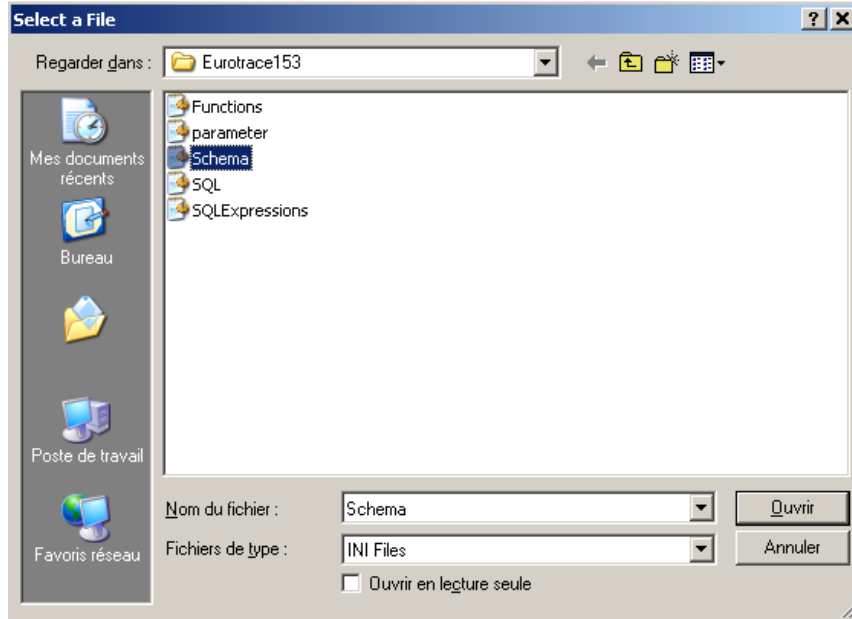 Select a File
Regarder dans :
Eurotrace153
Functions
parameter
Schema
SQL
SQLExpressions
Mes documents
récents
Bureau
Poste de travail
Favoris réseau
Nom du fichier :
Schema
Ouvrir
Fichiers de type :
INI Files
Annuler
Ouvrir en lecture seule